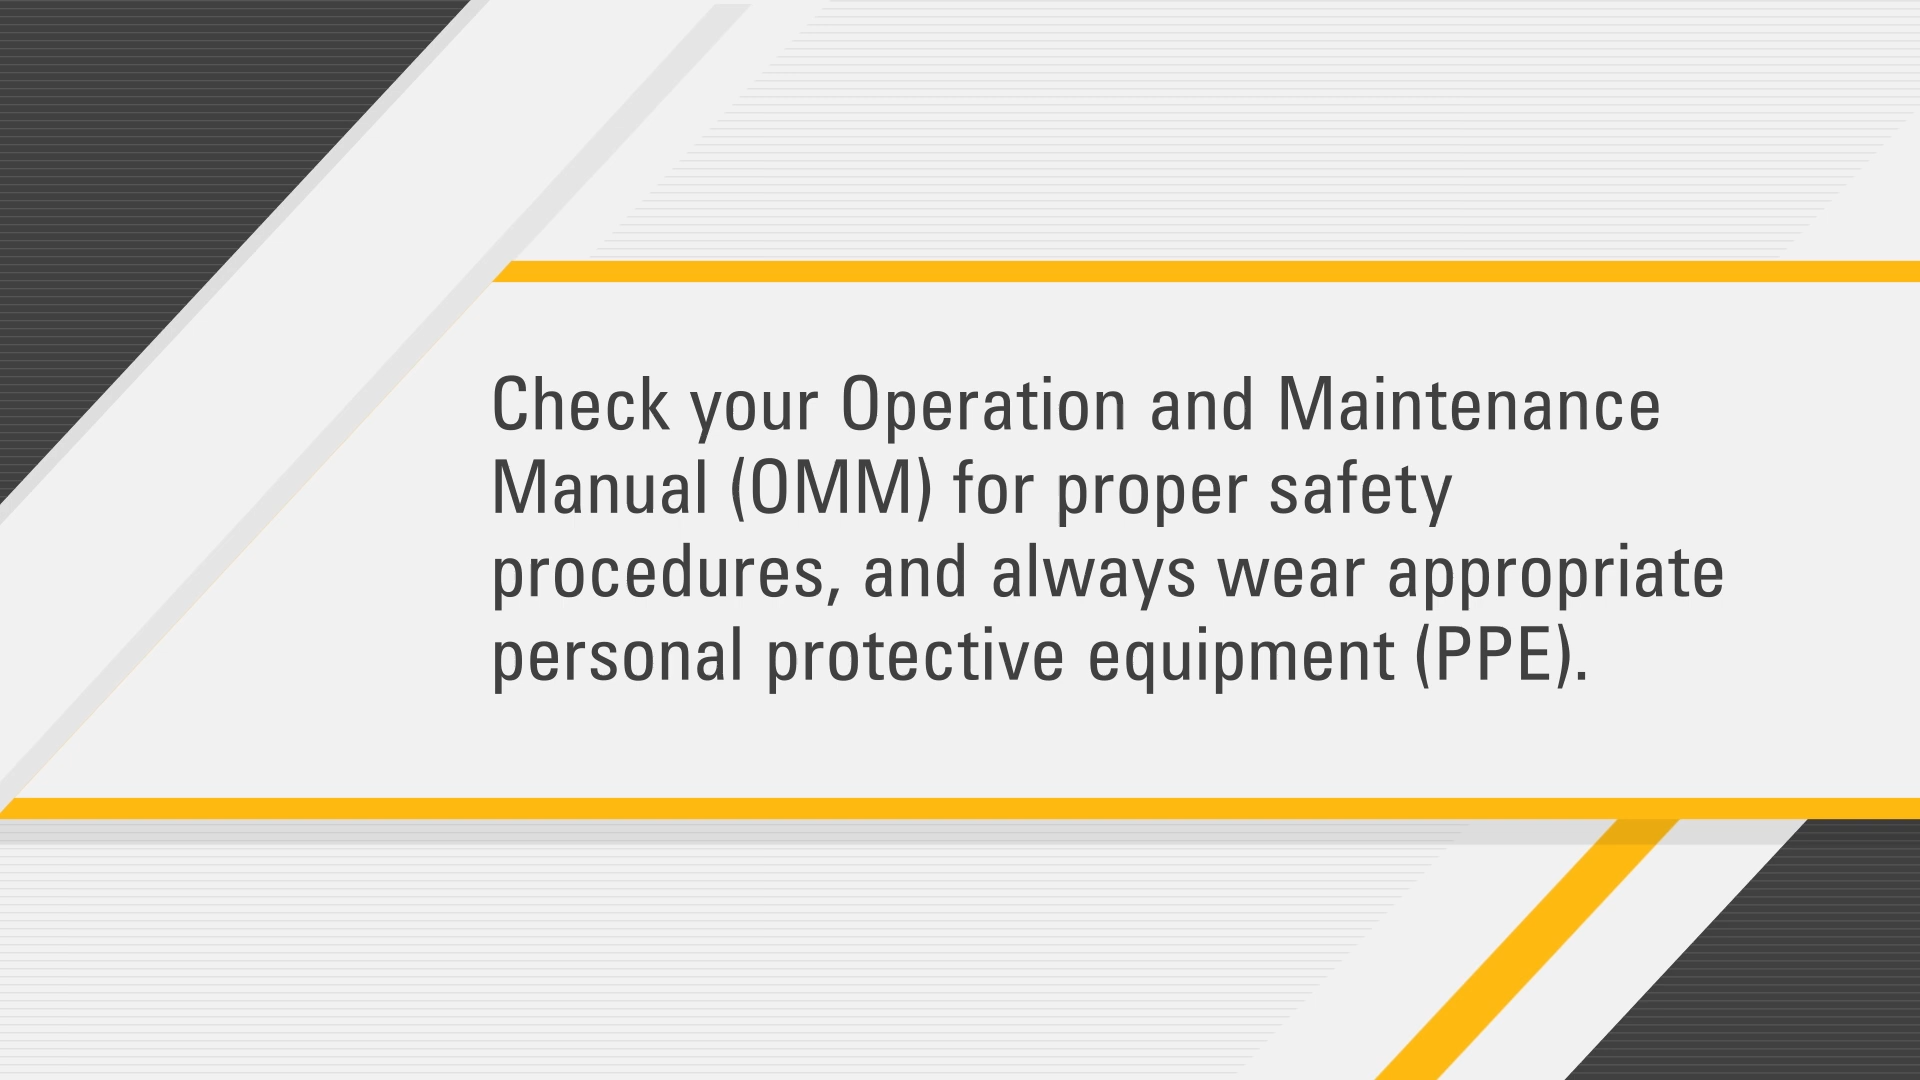 Check your Operation and Maintenance
Manual (OMM) for proper safety
procedures, and always wear appropriate
personal protective equipment (PPE).